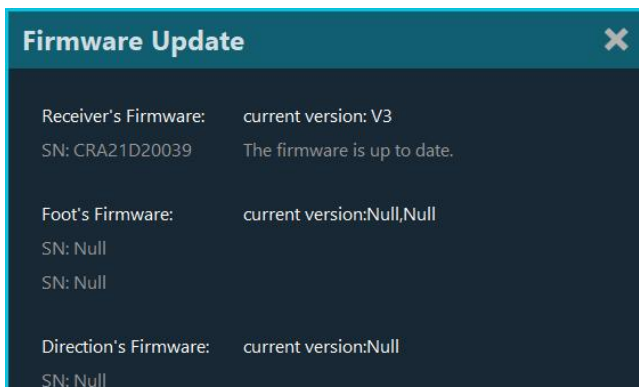 Firmware Update
Receiver's Firmware: current version: V3
SN: CRA21D20039 The firmware is up to date.
Foot's Firmware: current version:Null,Null
SN: Null
SN: Null
Direction's Firmware: current version:Null
SN: Null